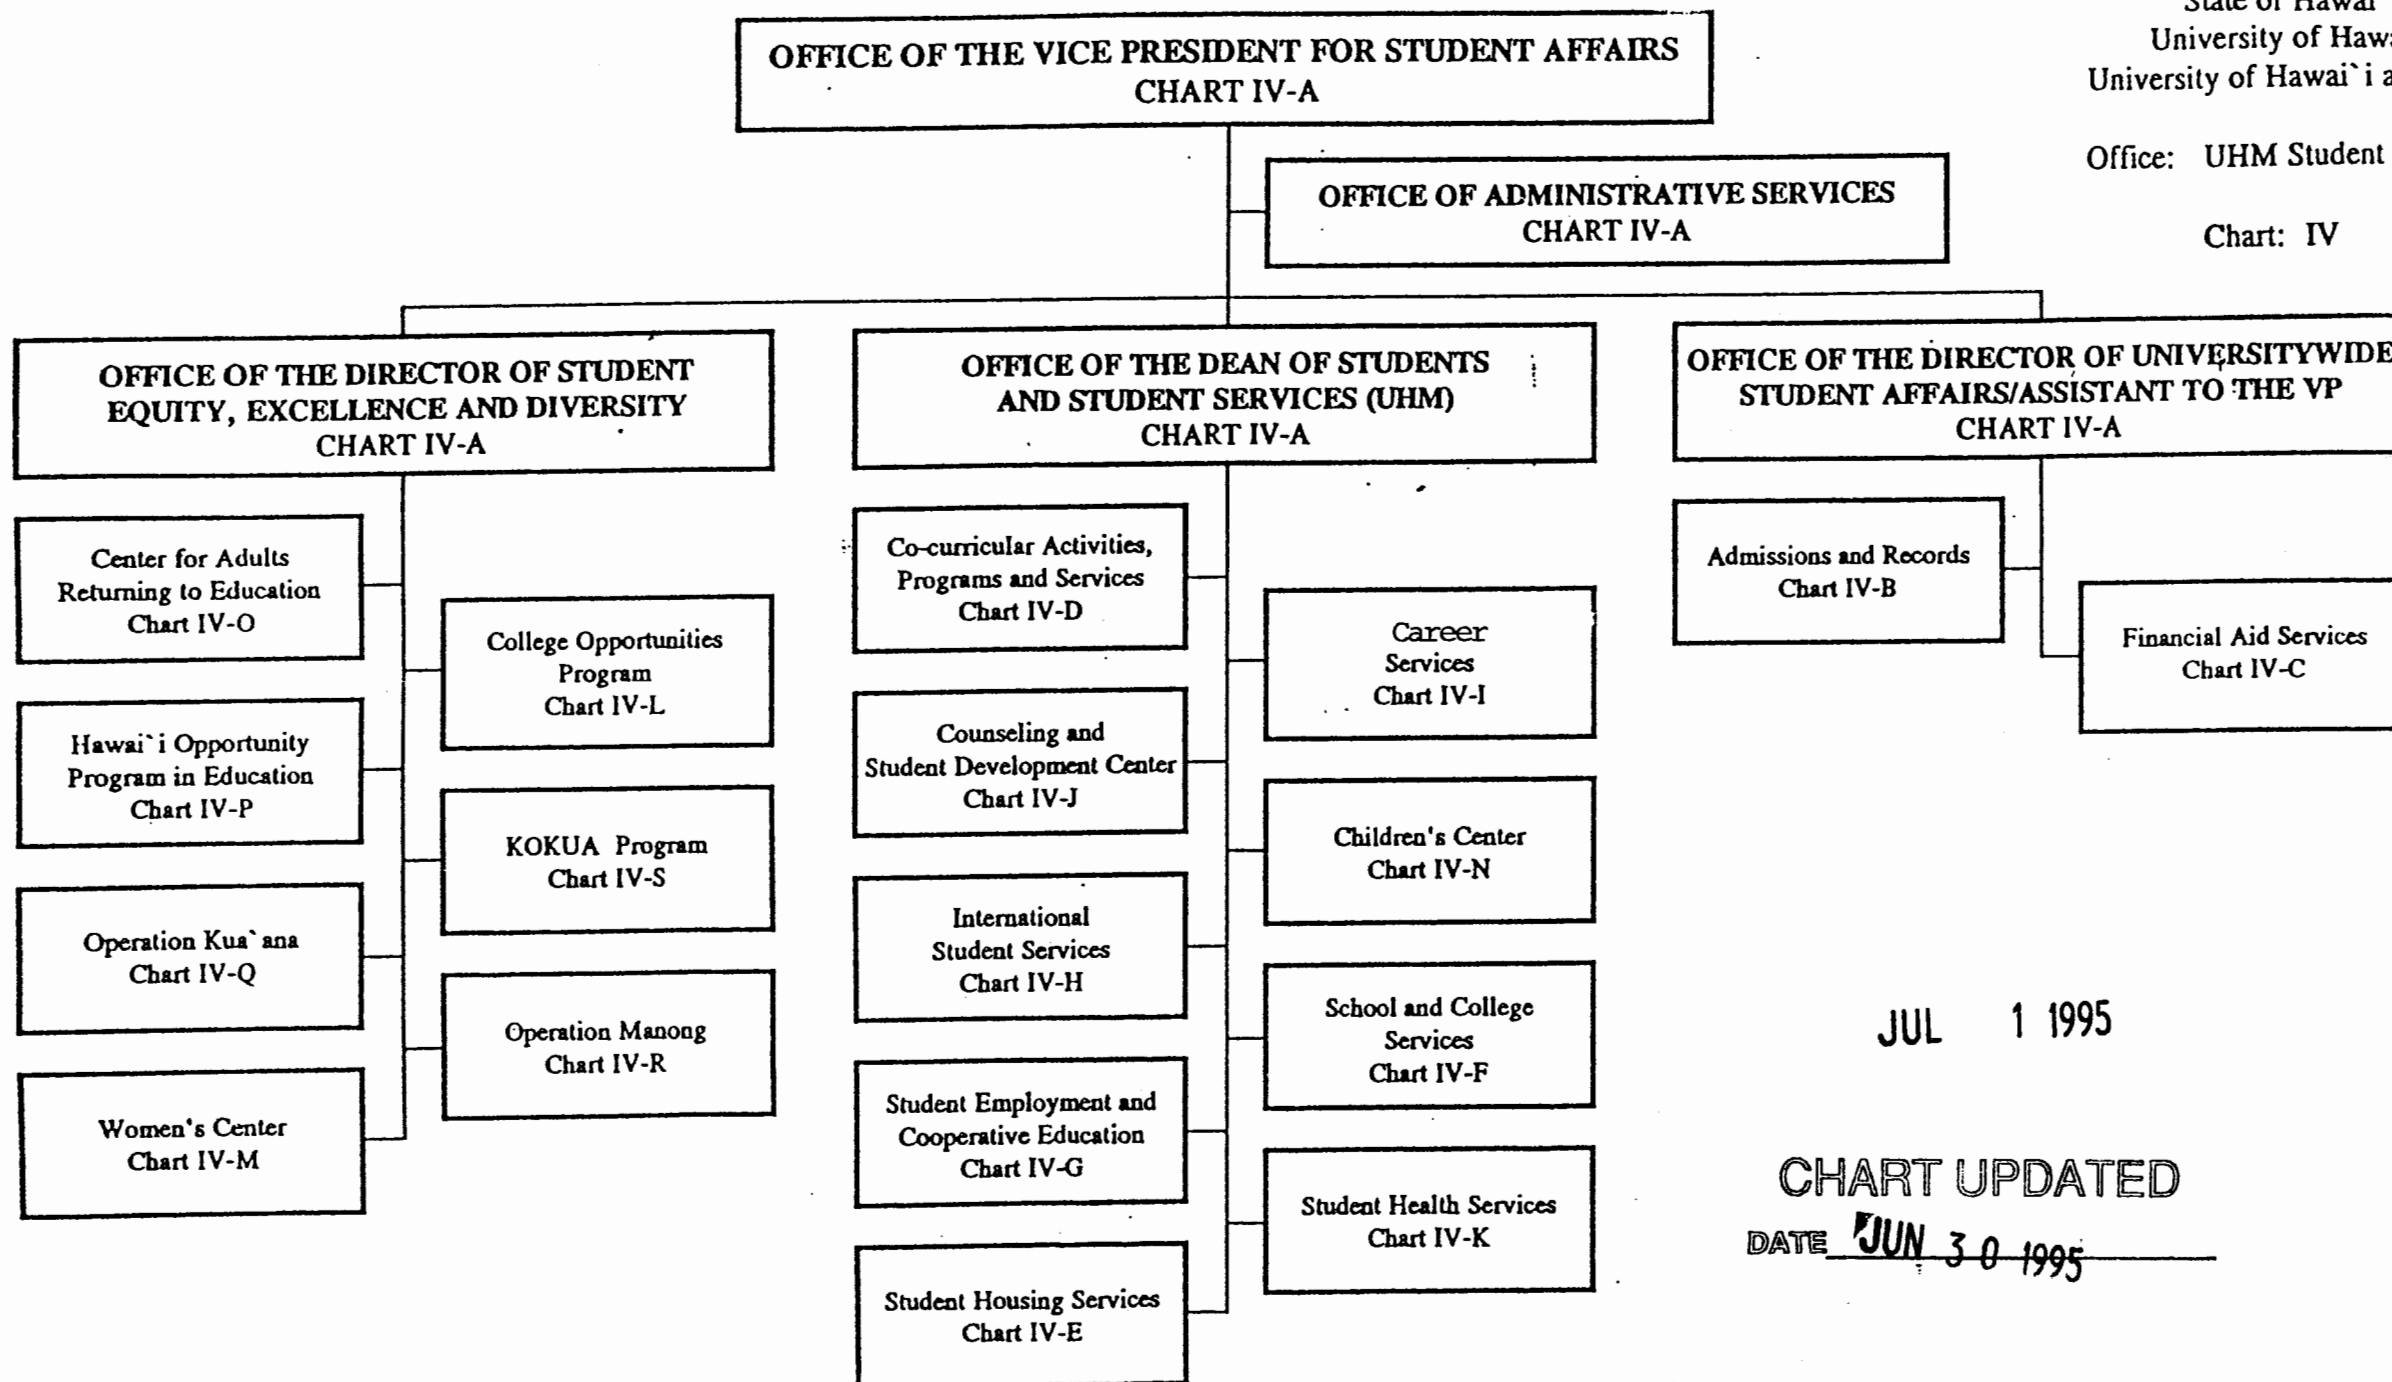 State of Hawai
University of Hawa
University of Hawai`i a
Office: UHM Student
Chart: IV
OFFICE OF THE VICE PRESIDENT FOR STUDENT AFFAIRS
CHART IV-A
OFFICE OF ADMINISTRATIVE SERVICES
CHART IV-A
OFFICE OF THE DIRECTOR OF STUDENT
EQUITY, EXCELLENCE AND DIVERSITY
CHART IV-A
Center for Adults
Returning to Education
Chart IV-O
College Opportunities
Program
Chart IV-L
Hawai`i Opportunity
Program in Education
Chart IV-P
KOKUA Program
Chart IV-S
Operation Kua`ana
Chart IV-Q
Operation Manong
Chart IV-R
Women's Center
Chart IV-M
OFFICE OF THE DEAN OF STUDENTS
AND STUDENT SERVICES (UHM)
CHART IV-A
Co-curricular Activities,
Programs and Services
Chart IV-D
Career
Services
Chart IV-I
Counseling and
Student Development Center
Chart IV-J
Children's Center
Chart IV-N
International
Student Services
Chart IV-H
School and College
Services
Chart IV-F
Student Employment and
Cooperative Education
Chart IV-G
Student Health Services
Chart IV-K
Student Housing Services
Chart IV-E
OFFICE OF THE DIRECTOR OF UNIVERSITYWIDE
STUDENT AFFAIRS/ASSISTANT TO THE VP
CHART IV-A
Admissions and Records
Chart IV-B
Financial Aid Services
Chart IV-C
JUL 1 1995
CHART UPDATED
DATE JUN 30 1995